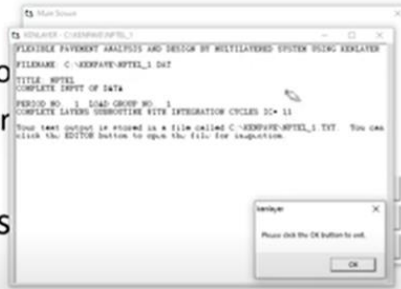 Main Screen
KENLAYER - C:\KENPAVE\NPTEL_1
FLEXIBLE PAVEMENT ANALYSIS AND DESIGN BY MULTILAYERED SYSTEM USING KENLAYER
FILENAME C:\KENPAVE\NPTEL_1 DAT
TITLE NPTEL
COMPLETE INPUT OF DATA
PERIOD NO. 1 LOAD GROUP NO. 1
COMPLETE LAYERS SUBROUTINE WITH INTEGRATION CYCLES IC= 11
Your text output is stored in a file called C:\KENPAVE\NPTEL_1.TXT. You can
click the EDITOR button to open the file for inspection.
kenlayer
Please click the OK button to exit.
OK